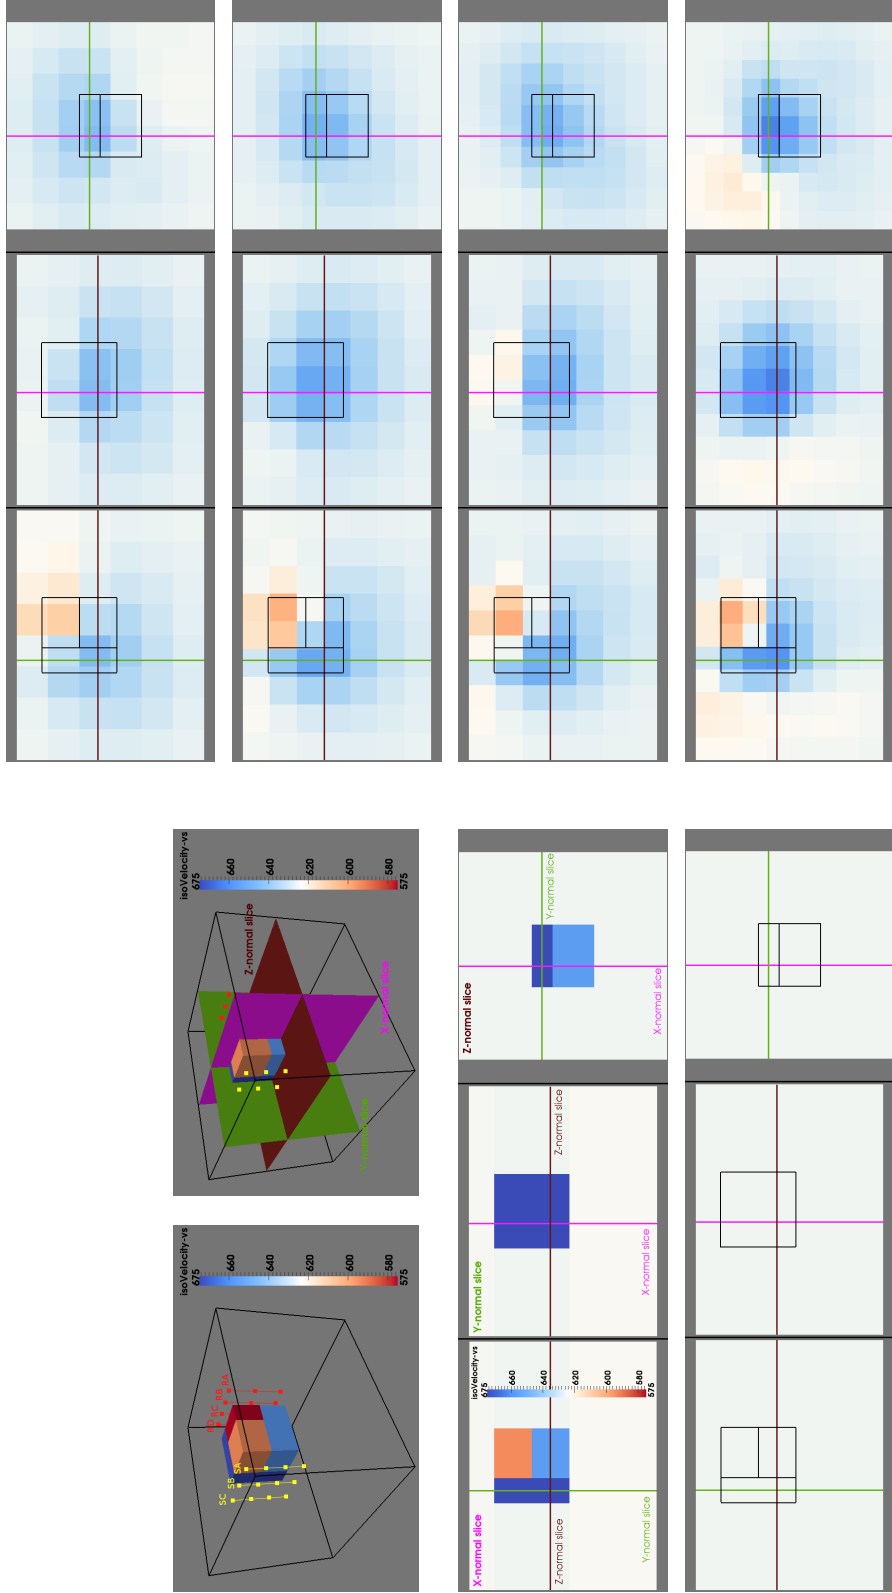 isoVelocity-vs
675
660
640
620
600
580
575
Z-normal slice
X-normal slice
Y-normal slice
isoVelocity-vs
675
660
640
620
600
580
575
SC
SB
SA
RD
RC
RB
RA
Z-normal slice
Y-normal slice
X-normal slice
Y-normal slice
Z-normal slice
X-normal slice
X-normal slice
isoVelocity-vs
675
660
640
620
600
575
Z-normal slice
Y-normal slice